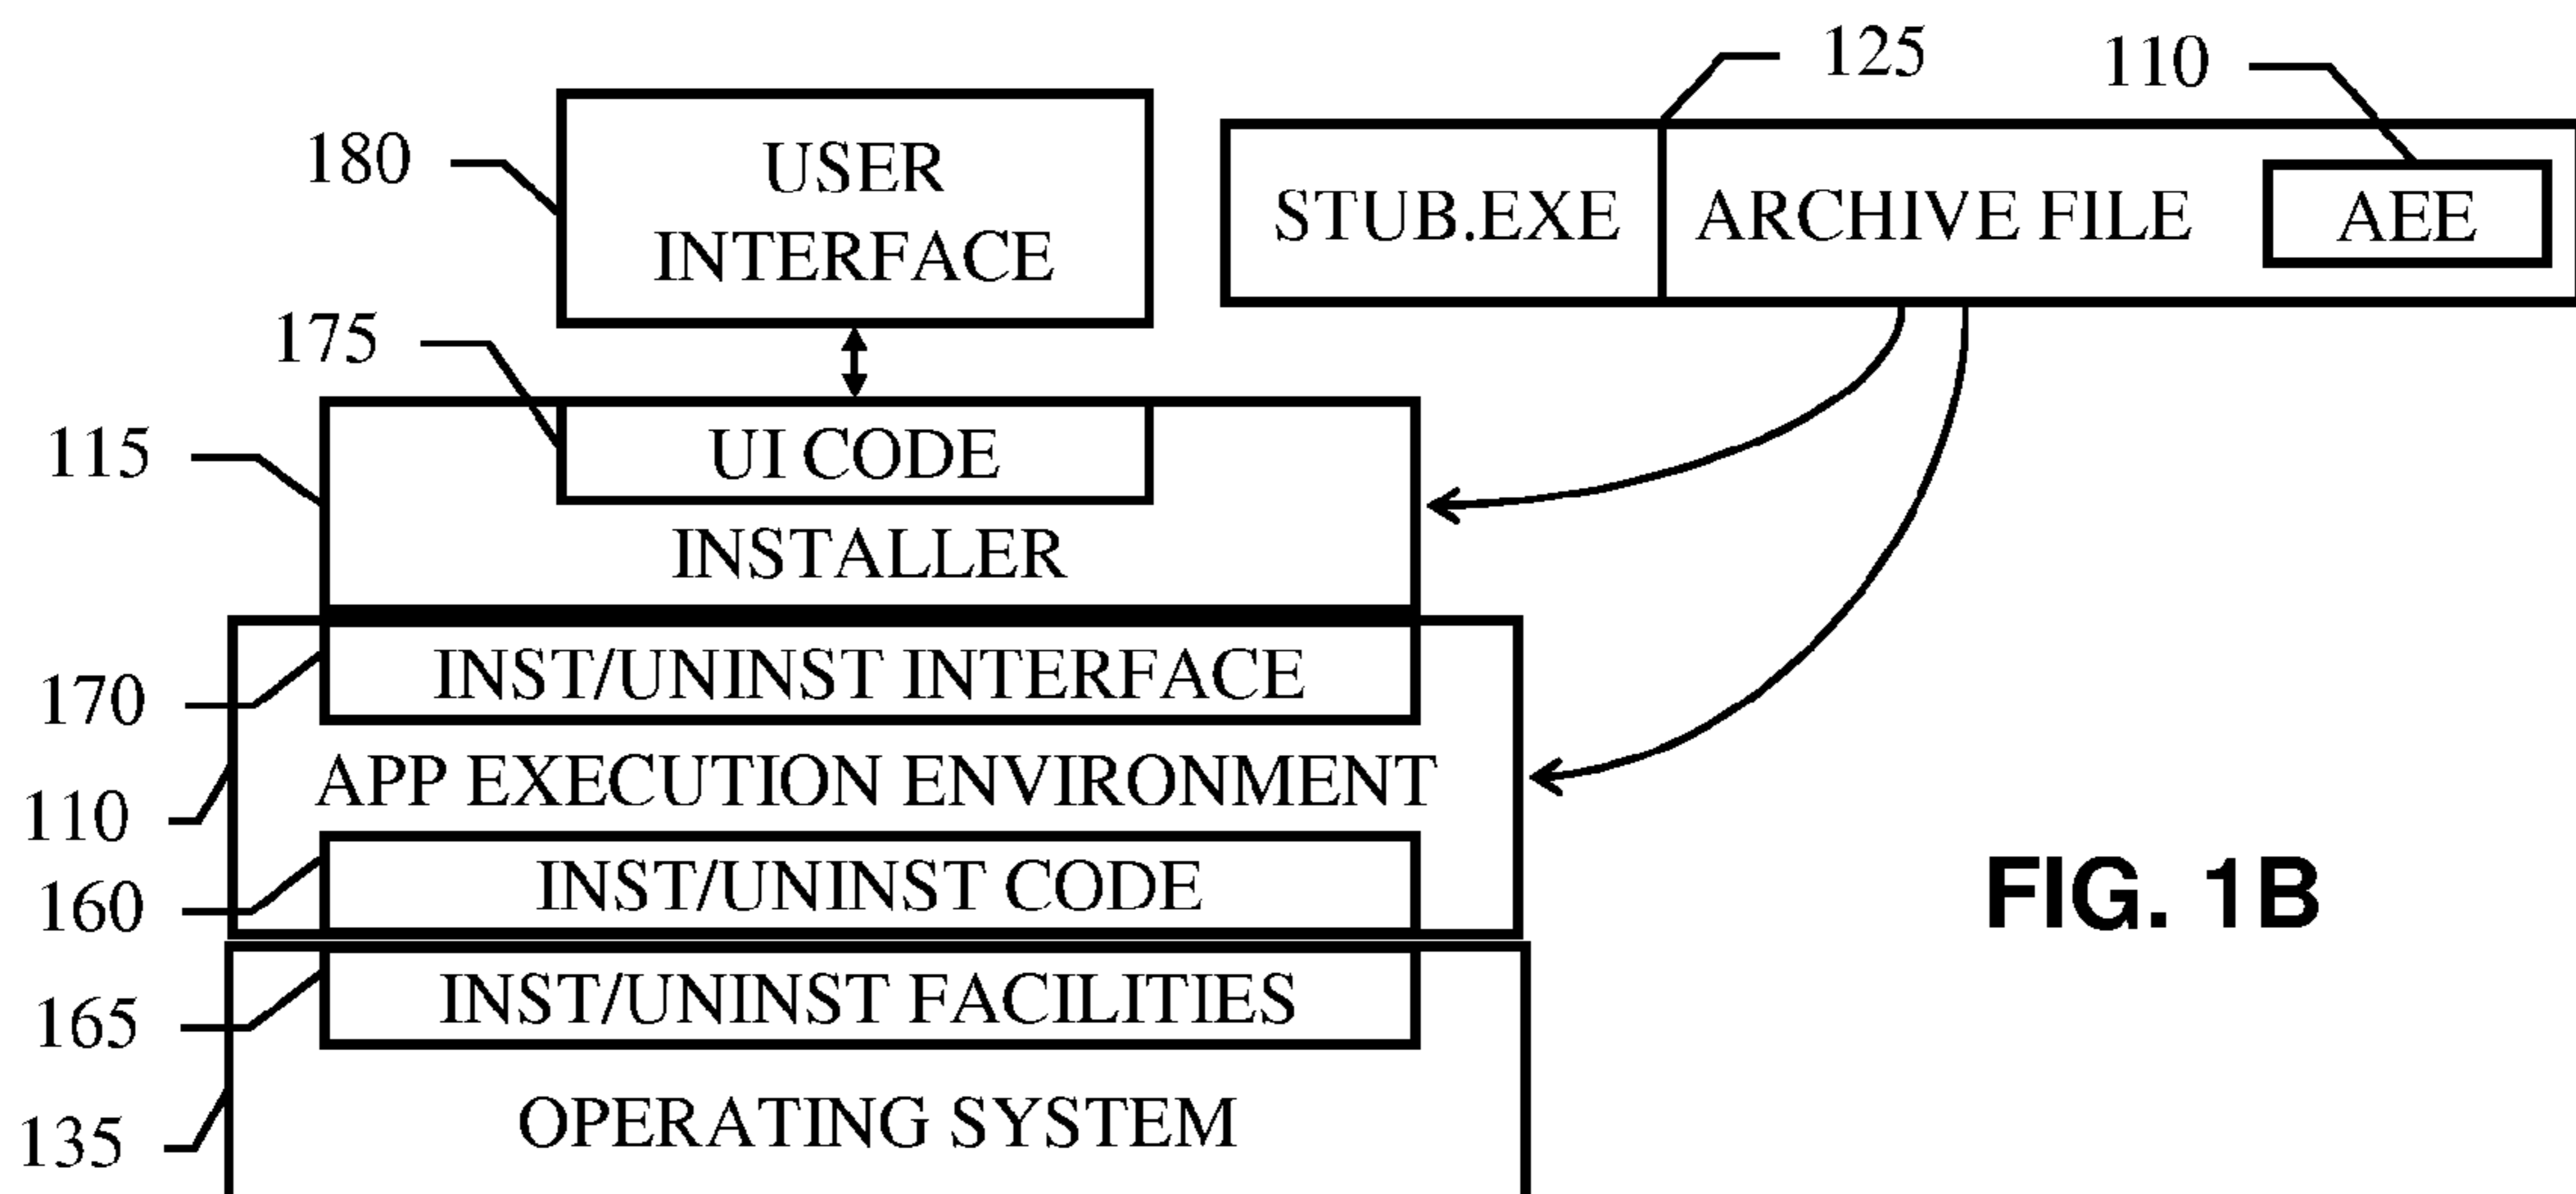 125
110
180
USER
INTERFACE
STUB.EXE
ARCHIVE FILE
AEE
175
115
UI CODE
INSTALLER
170
INST/UNINST INTERFACE
110
APP EXECUTION ENVIRONMENT
160
INST/UNINST CODE
FIG. 1B
165
INST/UNINST FACILITIES
135
OPERATING SYSTEM